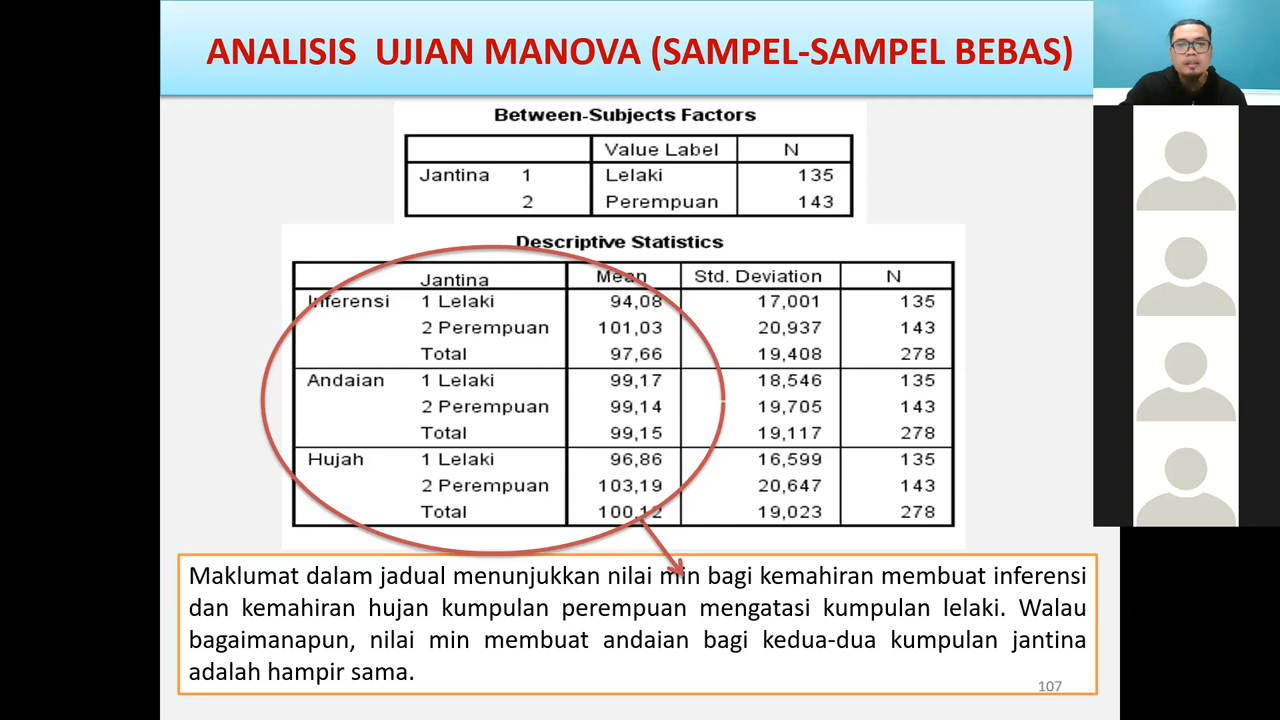 ANALISIS UJIAN MANOVA (SAMPEL-SAMPEL BEBAS)
Between-Subjects Factors
Value Label N
Jantina 1 Lelaki 135
2 Perempuan 143
Descriptive Statistics
Jantina Mean Std. Deviation N
Inferensi 1 Lelaki 94,08 17,001 135
2 Perempuan 101,03 20,937 143
Total 97,66 19,408 278
Andaian 1 Lelaki 99,17 18,546 135
2 Perempuan 99,14 19,705 143
Total 99,15 19,117 278
Hujah 1 Lelaki 96,86 16,599 135
2 Perempuan 103,19 20,647 143
Total 100,12 19,023 278
Maklumat dalam jadual menunjukkan nilai min bagi kemahiran membuat inferensi
dan kemahiran hujan kumpulan perempuan mengatasi kumpulan lelaki. Walau
bagaimanapun, nilai min membuat andaian bagi kedua-dua kumpulan jantina
adalah hampir sama.
107